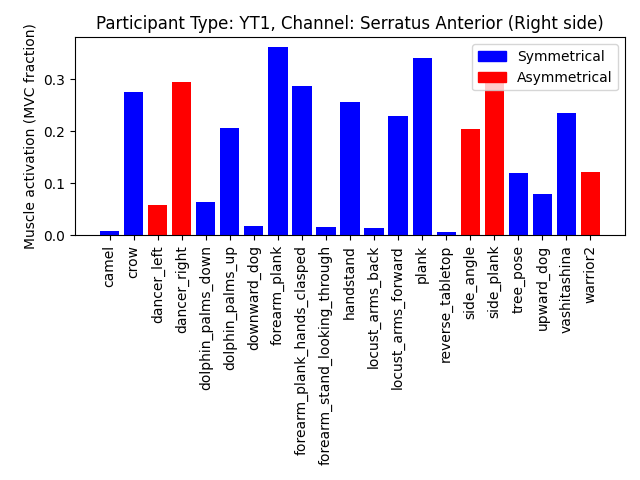 Participant Type: YT1, Channel: Serratus Anterior (Right side)
Muscle activation (MVC fraction)
0.3
0.2
0.1
0.0
Symmetrical
Asymmetrical
camel
crow
dancer_left
dancer_right
dolphin_palms_down
dolphin_palms_up
downward_dog
forearm_plank
forearm_plank_hands_clasped
forearm_stand_looking_through
handstand
locust_arms_back
locust_arms_forward
plank
reverse_tabletop
side_angle
side_plank
tree_pose
upward_dog
vashitashina
warrior2